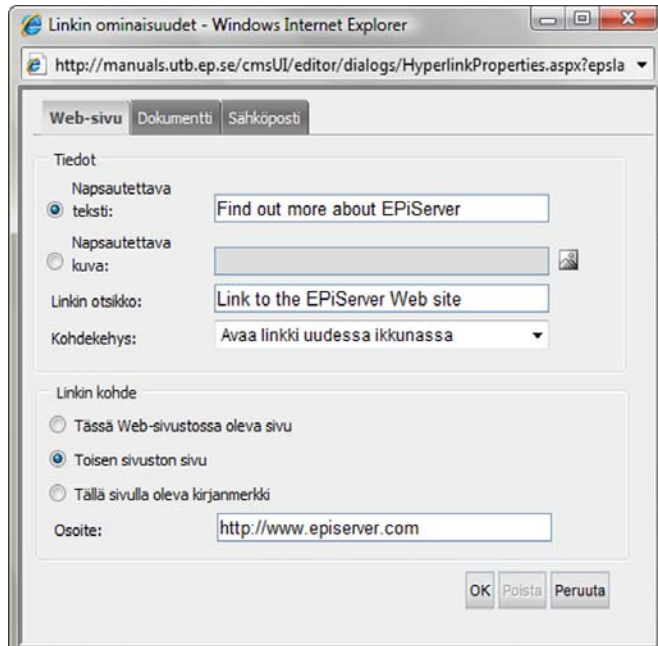 Linkin ominaisuudet - Windows Internet Explorer
http://manuals.utb.ep.se/cmsUI/editor/dialogs/HyperlinkProperties.aspx?epsla
Web-sivu Dokumentti Sähköposti
Tiedot
Napsautettava
teksti: Find out more about EPiServer
Napsautettava
kuva:
Linkin otsikko: Link to the EPiServer Web site
Kohdekehys: Avaa linkki uudessa ikkunassa
Linkin kohde
Tässä Web-sivustossa oleva sivu
Toisen sivuston sivu
Tällä sivulla oleva kirjanmerkki
Osoite: http://www.episerver.com
OK Poista Peruuta